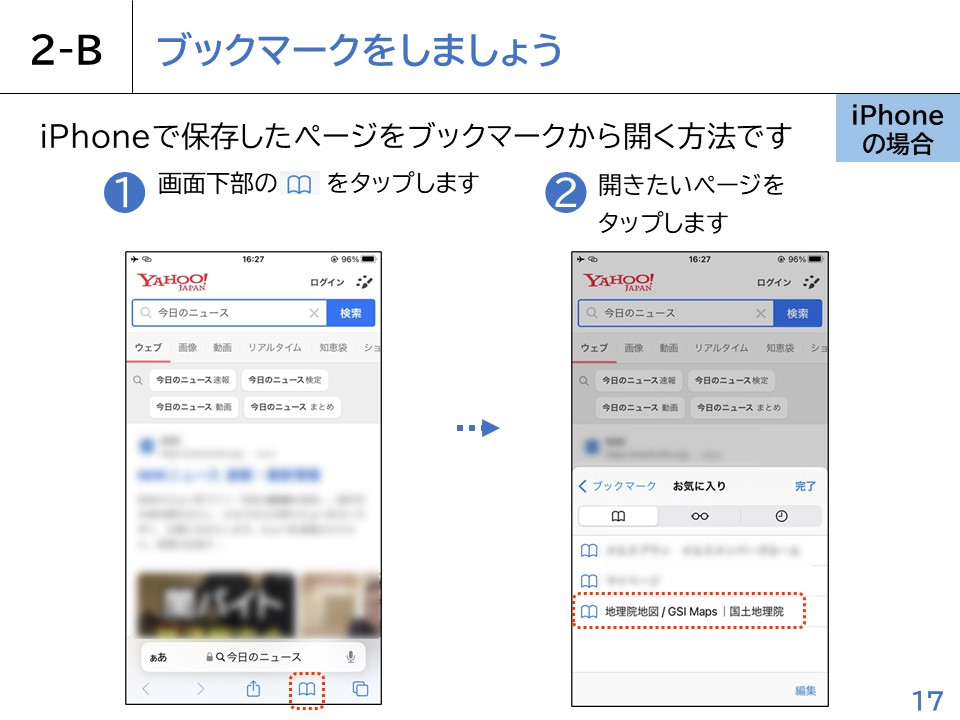 2-B
ブックマークをしましょう
iPhoneで保存したページをブックマークから開く方法です
iPhone
の場合
1 画面下部の をタップします
2 開きたいページを
タップします
16:27 96%
YAHOO!
JAPAN
ログイン
今日のニュース 検索
ウェブ 画像 動画 リアルタイム 知恵袋 ショ
今日のニュース 速報 今日のニュース 検定
今日のニュース 動画 今日のニュース まとめ
闇バイト
ぁあ 今日のニュース
16:27 96%
YAHOO!
JAPAN
ログイン
今日のニュース 検索
ウェブ 画像 動画 リアルタイム 知恵袋 ショ
今日のニュース 速報 今日のニュース 検定
今日のニュース 動画 今日のニュース まとめ
ブックマーク お気に入り 完了
地理院地図 / GSI Maps｜国土地理院
編集
17